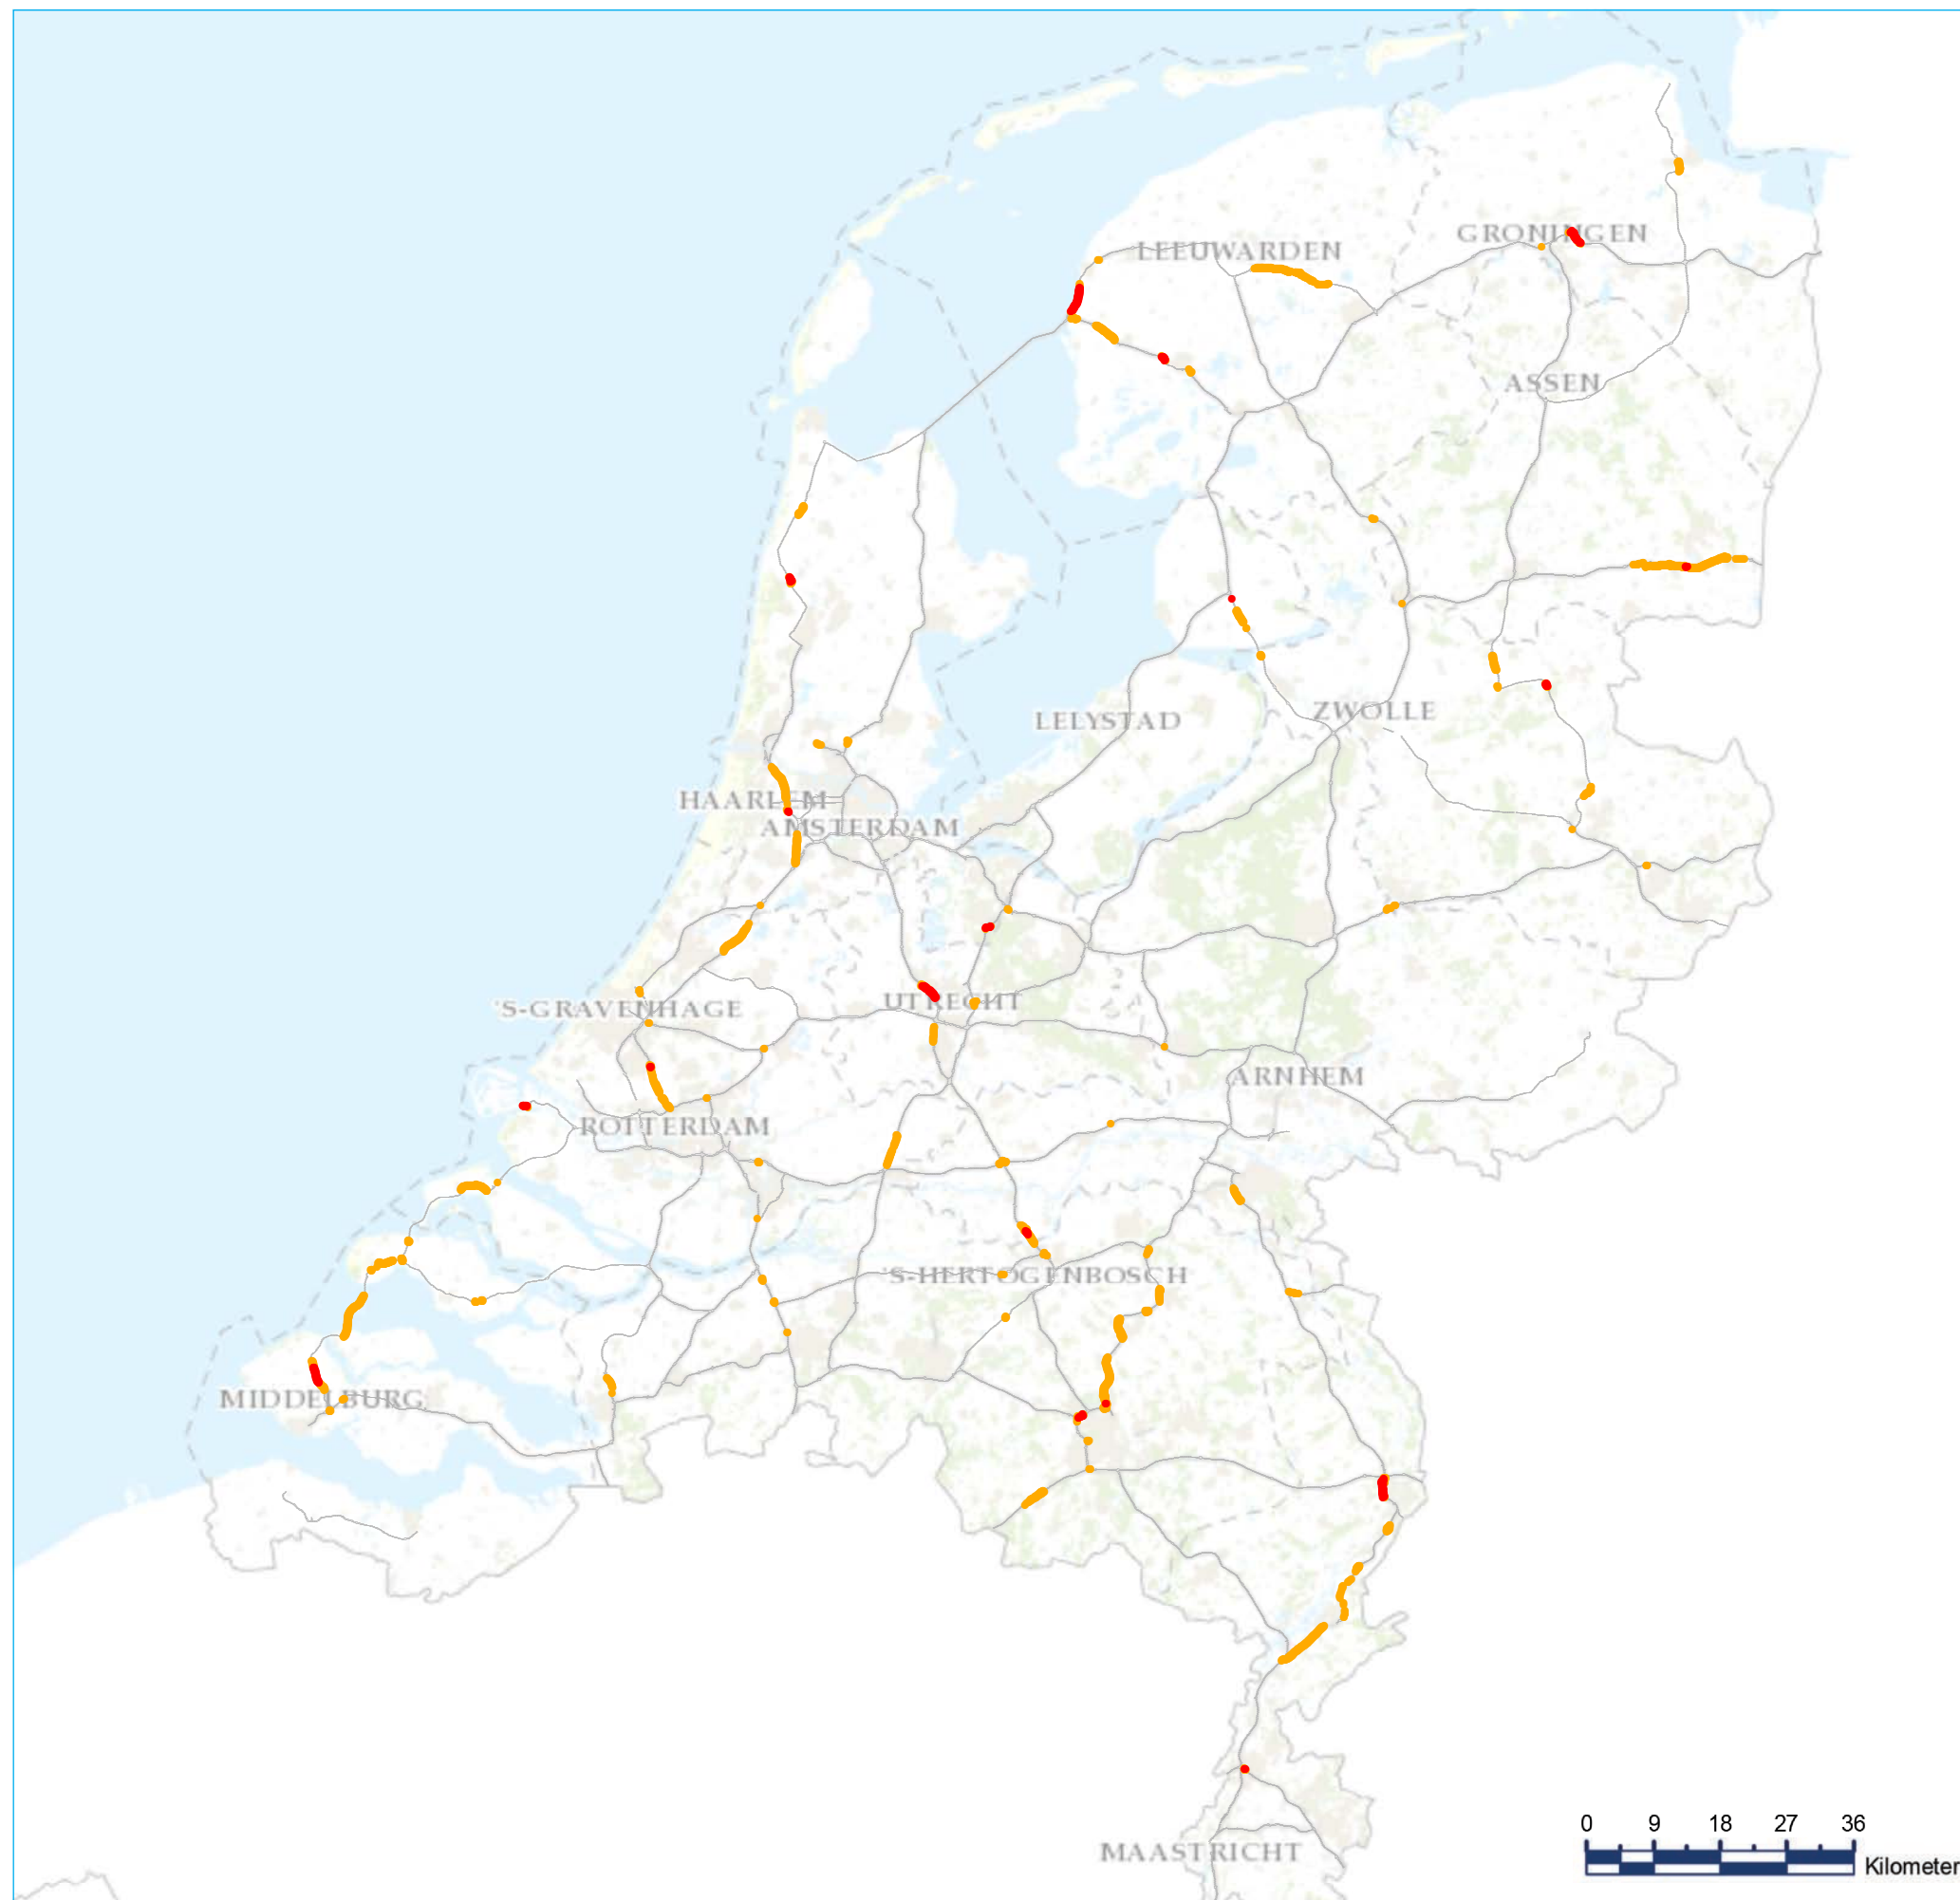 GRONINGEN
LEEUWARDEN
ASSEN
ZWOLLE
LELYSTAD
HAARLEM
AMSTERDAM
UTRECHT
'S-GRAVENHAGE
ARNHEM
ROTTERDAM
'S-HERTOGENBOSCH
MIDDELBURG
MAASTRICHT
0 9 18 27 36
Kilometer